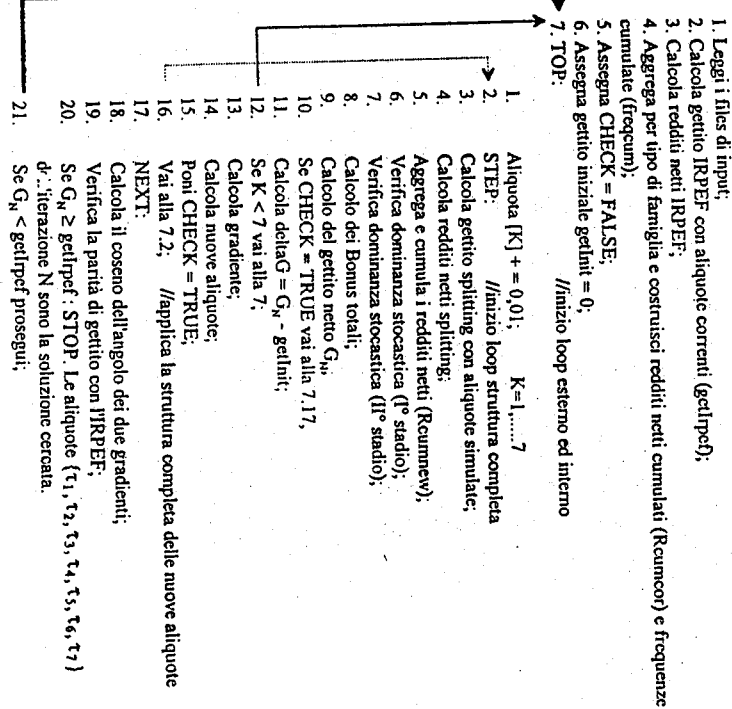 1. Leggi i files di input;
2. Calcola gettito IRPEF con aliquote correnti (getIrpef);
3. Calcola redditi netti IRPEF;
4. Aggrega per tipo di famiglia e costruisci redditi netti cumulati (Rcumcor) e frequenze
cumulate (freqcum);
5. Assegna CHECK = FALSE;
6. Assegna gettito iniziale getInit = 0;
7. TOP: //inizio loop esterno ed interno
1. Aliquota [K] + = 0,01; K=1,.....7
2. STEP: //inizio loop struttura completa
3. Calcola gettito splitting con aliquote simulate;
4. Calcola redditi netti splitting;
5. Aggrega e cumula i redditi netti (Rcumnew);
6. Verifica dominanza stocastica (I° stadio);
7. Verifica dominanza stocastica (II° stadio);
8. Calcolo dei Bonus totali;
9. Calcolo del gettito netto G_N;
10. Se CHECK = TRUE vai alla 7.17,
11. Calcola deltaG = G_N - getInit;
12. Se K < 7 vai alla 7;
13. Calcola gradiente;
14. Calcola nuove aliquote;
15. Poni CHECK = TRUE;
16. Vai alla 7.2; //applica la struttura completa delle nuove aliquote
17. NEXT:
18. Calcola il coseno dell'angolo dei due gradienti;
19. Verifica la parità di gettito con l'IRPEF;
20. Se G_N ≥ getIrpef : STOP. Le aliquote {τ1, τ2, τ3, τ4, τ5, τ6, τ7}
dell'iterazione N sono la soluzione cercata.
21. Se G_N < getIrpef prosegui;